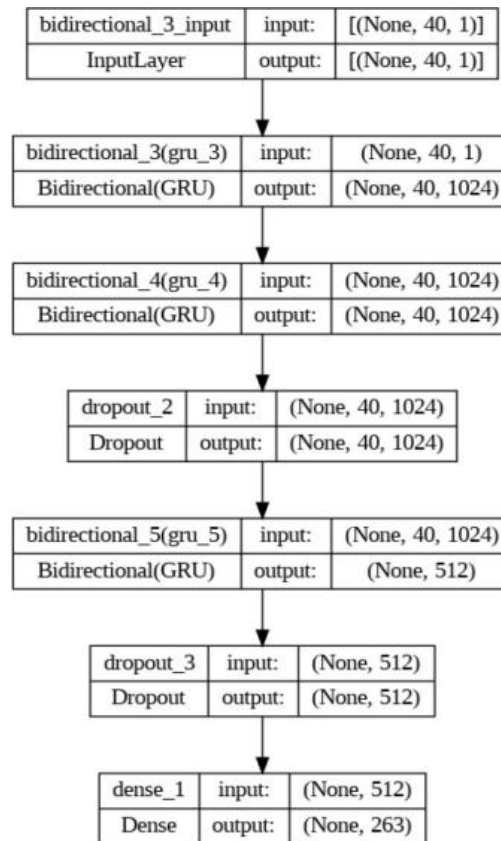 bidirectional_3_input input: [(None, 40, 1)]
InputLayer output: [(None, 40, 1)]
bidirectional_3(gru_3) input: (None, 40, 1)
Bidirectional(GRU) output: (None, 40, 1024)
bidirectional_4(gru_4) input: (None, 40, 1024)
Bidirectional(GRU) output: (None, 40, 1024)
dropout_2 input: (None, 40, 1024)
Dropout output: (None, 40, 1024)
bidirectional_5(gru_5) input: (None, 40, 1024)
Bidirectional(GRU) output: (None, 512)
dropout_3 input: (None, 512)
Dropout output: (None, 512)
dense_1 input: (None, 512)
Dense output: (None, 263)